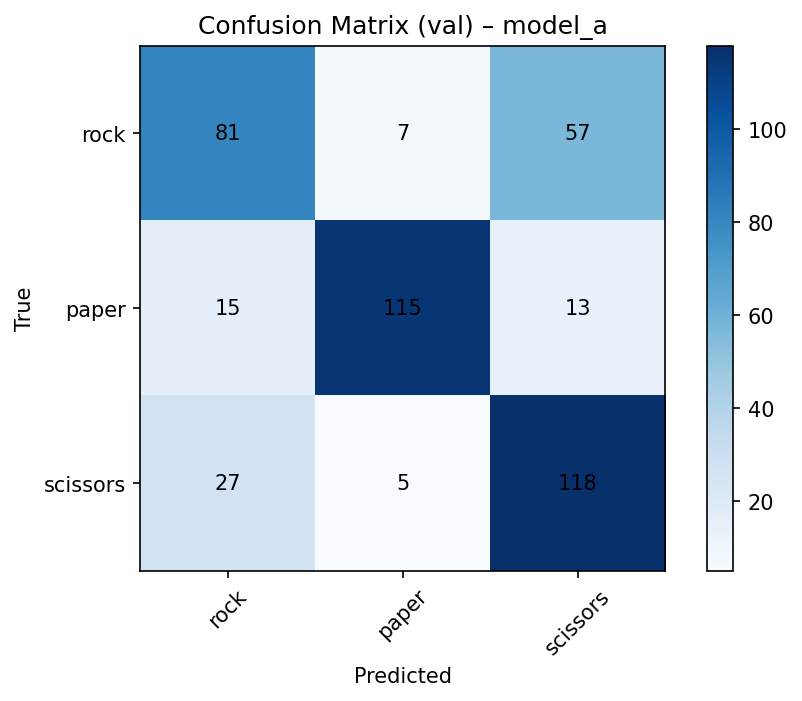 Confusion Matrix (val) – model_a
rock
81
7
57
paper
15
115
13
scissors
27
5
118
True
rock
paper
scissors
Predicted
100
80
60
40
20